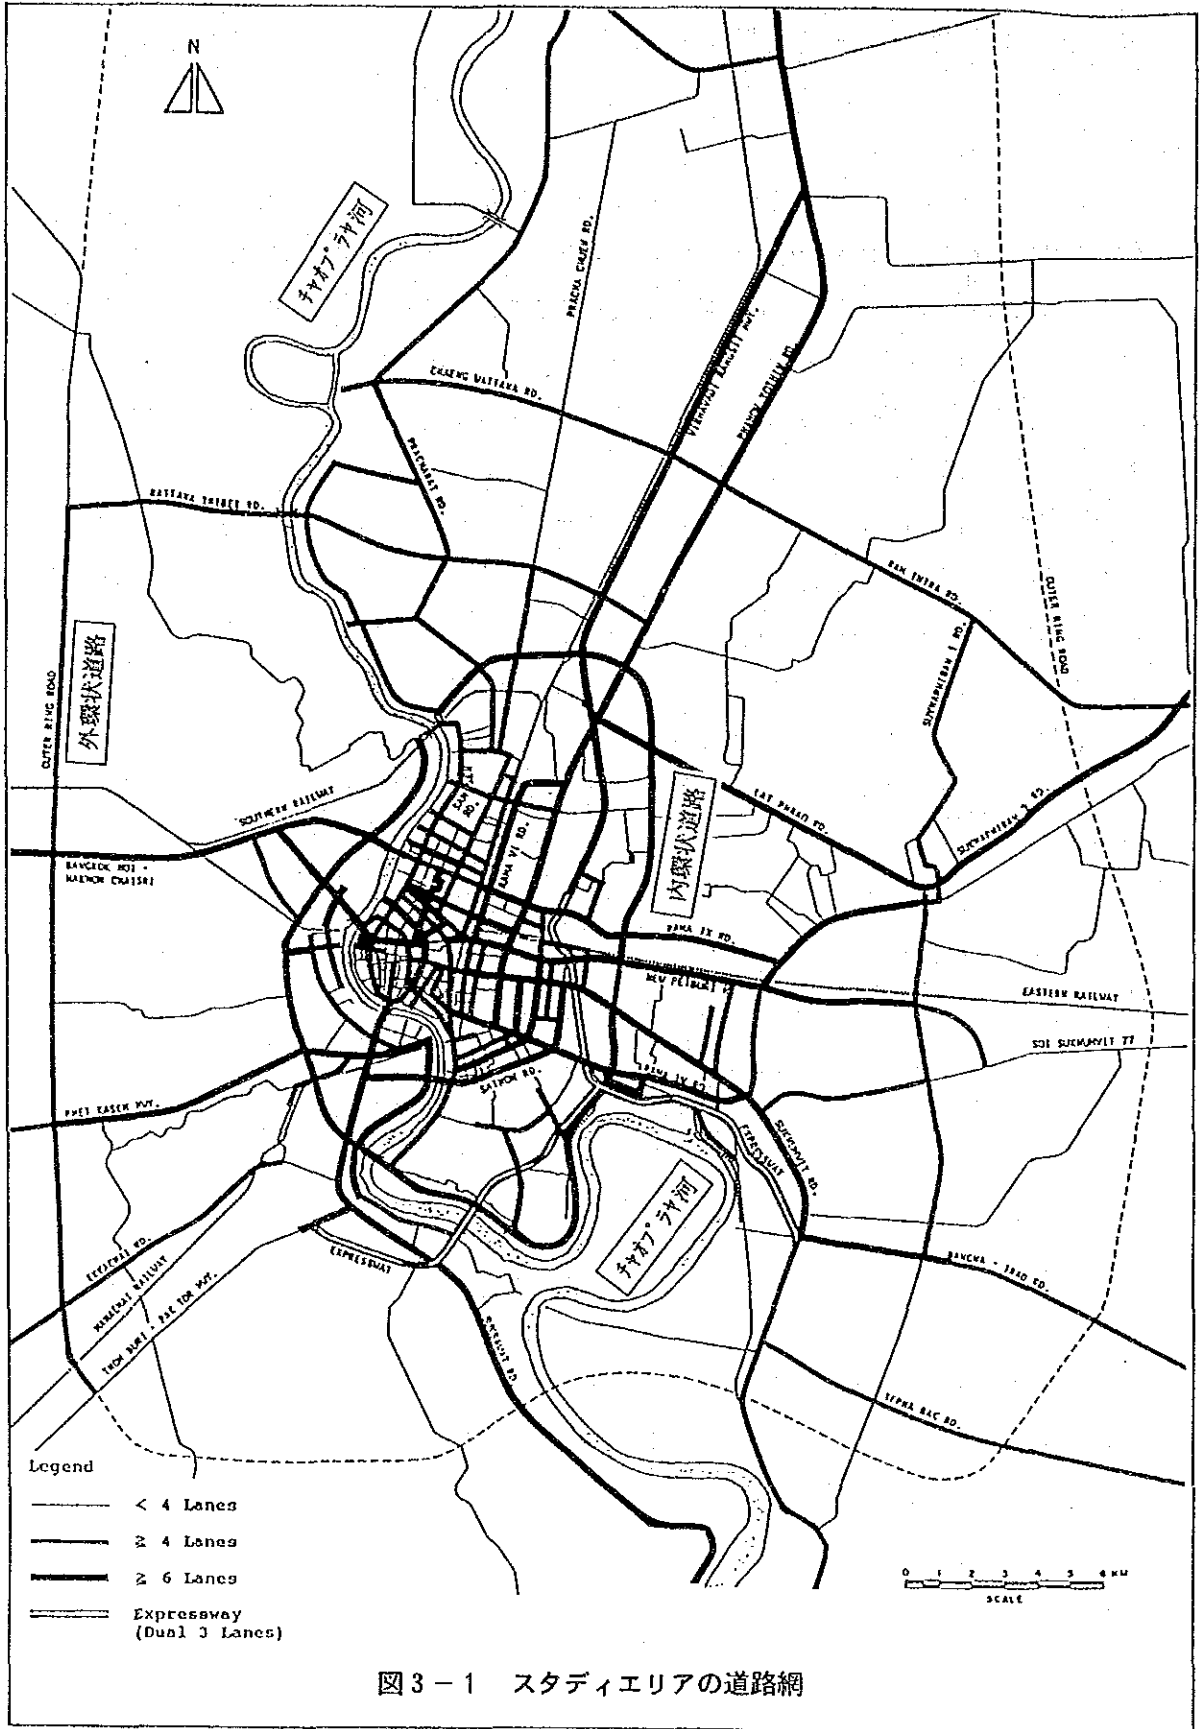 N
チャオプラヤ河
PRACHA CHUEN RD.
VIBHAVADI RANGSIT HWY.
PRAHON YOTHIN RD.
CHAENG WATTANA RD.
PRACHARAT RD.
RATTANA THIBET RD.
RAM INTRA RD.
OUTER RING ROAD
SUKHAPHIBAN 1 RD.
外環状道路
OUTER RING ROAD
SOUTHERN RAILWAY
SAM
RD.
RAMA VI RD.
内環状道路
LAT PHRAO RD.
SUKHAPHIBAN 2 RD.
BANGKOK NOI -
NAKHON CHAISRI
RAMA IX RD.
NEW PETBURI
EASTERN RAILWAY
SOI SUKHUMVIT 77
SATHON RD.
RAMA IV RD.
PHET KASEM HWY.
EXPRESSWAY
SUKHUMVIT RD.
チャオプラヤ河
EKKACHAI RD.
MAHACHAI RAILWAY
THON BURI - PAK THO HWY.
EXPRESSWAY
SUKSAWAT RD.
BANGNA - TRAD RD.
SEPHA RAC RD.
Legend
< 4 Lanes
≧ 4 Lanes
≧ 6 Lanes
Expressway
(Dual 3 Lanes)
0 1 2 3 4 5 6 KM
SCALE
図3-1 スタディエリアの道路網